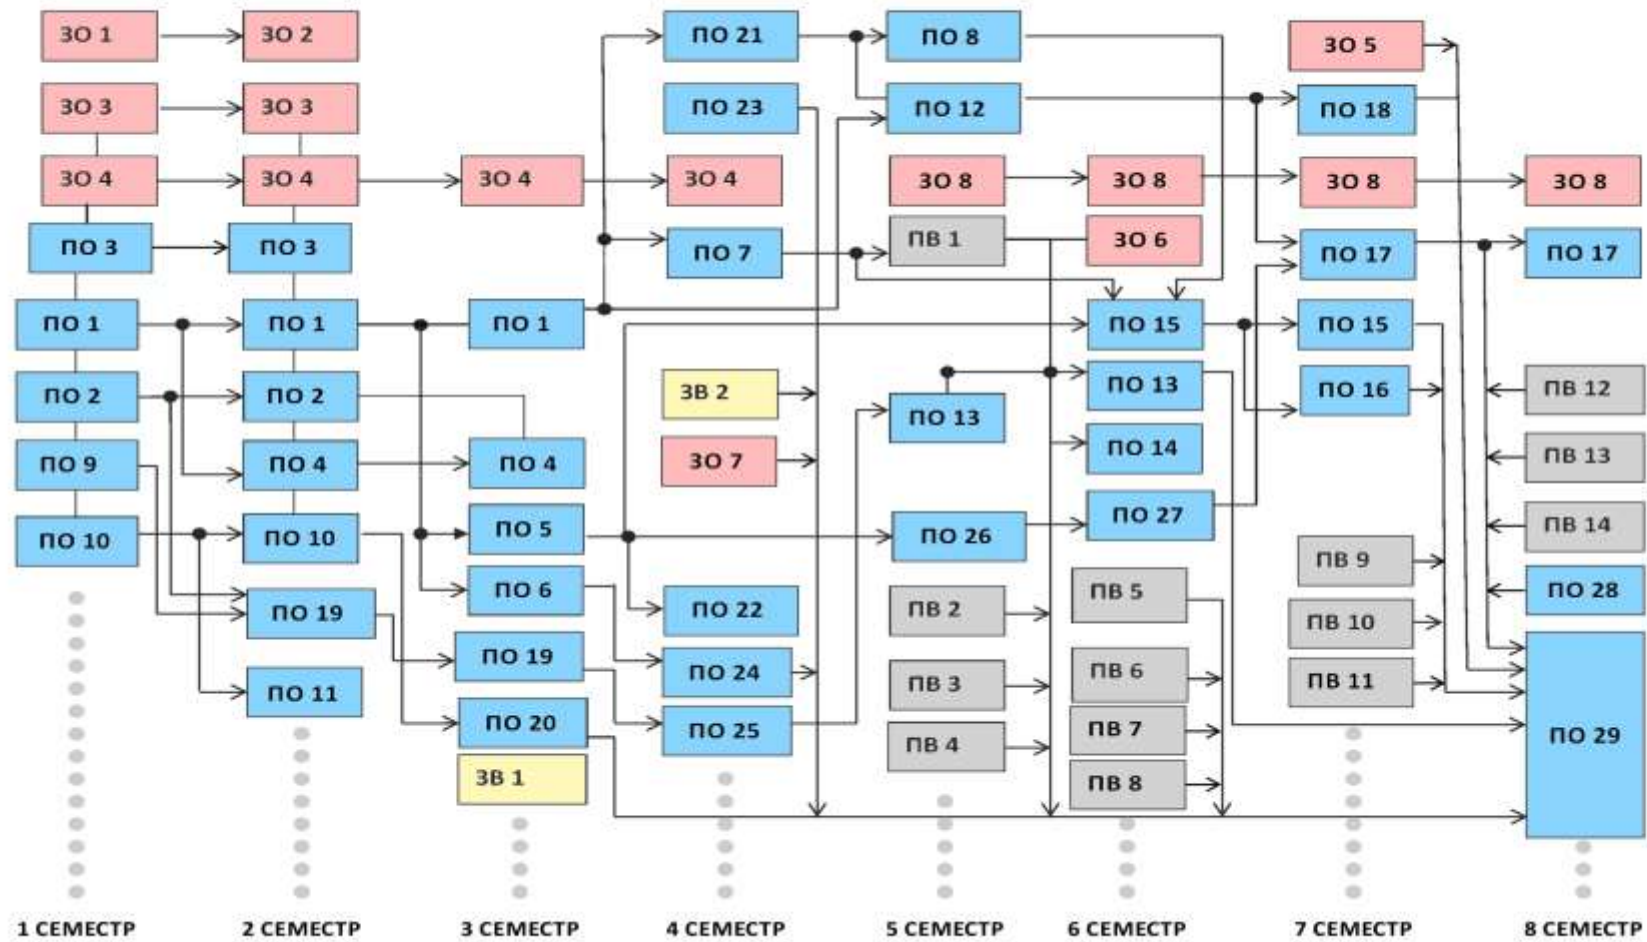 ЗО 1
ЗО 3
ЗО 4
ПО 3
ПО 1
ПО 2
ПО 9
ПО 10
1 СЕМЕСТР
ЗО 2
ЗО 3
ЗО 4
ПО 3
ПО 1
ПО 2
ПО 4
ПО 10
ПО 19
ПО 11
2 СЕМЕСТР
ЗО 4
ПО 1
ПО 4
ПО 5
ПО 6
ПО 19
ПО 20
ЗВ 1
3 СЕМЕСТР
ПО 21
ПО 23
ЗО 4
ПО 7
ЗВ 2
ЗО 7
ПО 22
ПО 24
ПО 25
4 СЕМЕСТР
ПО 8
ПО 12
ЗО 8
ПВ 1
ПО 13
ПО 26
ПВ 2
ПВ 3
ПВ 4
5 СЕМЕСТР
ЗО 8
ЗО 6
ПО 15
ПО 13
ПО 14
ПО 27
ПВ 5
ПВ 6
ПВ 7
ПВ 8
6 СЕМЕСТР
ЗО 5
ПО 18
ЗО 8
ПО 17
ПО 15
ПО 16
ПВ 9
ПВ 10
ПВ 11
7 СЕМЕСТР
ЗО 8
ПО 17
ПВ 12
ПВ 13
ПВ 14
ПО 28
ПО 29
8 СЕМЕСТР